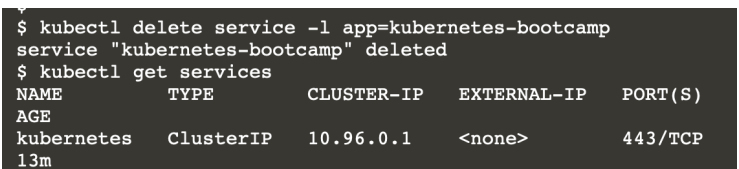 $ kubectl delete service -l app=kubernetes-bootcamp
service "kubernetes-bootcamp" deleted
$ kubectl get services
NAME         TYPE        CLUSTER-IP   EXTERNAL-IP   PORT(S)
AGE
kubernetes   ClusterIP   10.96.0.1    <none>        443/TCP
13m